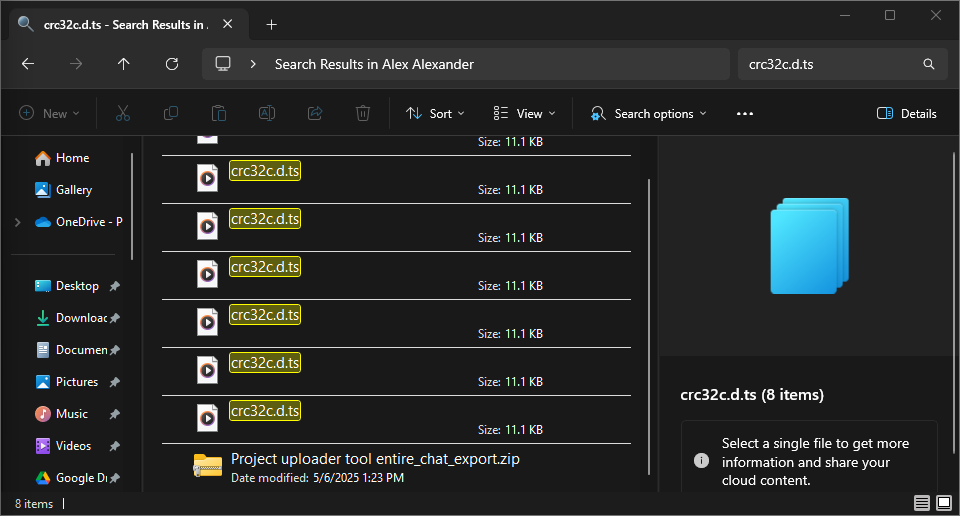 crc32c.d.ts - Search Results in .
Search Results in Alex Alexander
crc32c.d.ts
New
Sort
View
Search options
Details
Home
Gallery
OneDrive - P
Desktop
Downloac
Documen
Pictures
Music
Videos
Google Dr
Size: 11.1 KB
crc32c.d.ts
Size: 11.1 KB
crc32c.d.ts
Size: 11.1 KB
crc32c.d.ts
Size: 11.1 KB
crc32c.d.ts
Size: 11.1 KB
crc32c.d.ts
Size: 11.1 KB
crc32c.d.ts
Size: 11.1 KB
Project uploader tool entire_chat_export.zip
Date modified: 5/6/2025 1:23 PM
crc32c.d.ts (8 items)
Select a single file to get more
information and share your
cloud content.
8 items